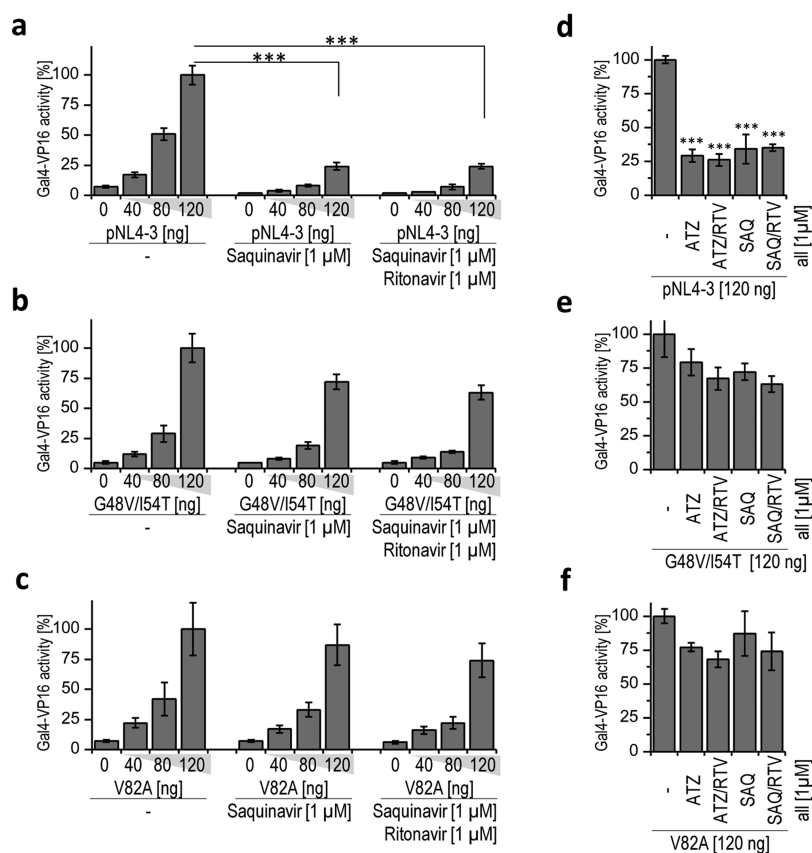 a
Gal4-VP16 activity [%]
100
75
50
25
0
***
***
0 40 80 120 0 40 80 120 0 40 80 120
pNL4-3 [ng] pNL4-3 [ng] pNL4-3 [ng]
- Saquinavir [1 µM] Saquinavir [1 µM]
Ritonavir [1 µM]
b
Gal4-VP16 activity [%]
100
75
50
25
0
0 40 80 120 0 40 80 120 0 40 80 120
G48V/I54T [ng] G48V/I54T [ng] G48V/I54T [ng]
- Saquinavir [1 µM] Saquinavir [1 µM]
Ritonavir [1 µM]
c
Gal4-VP16 activity [%]
100
75
50
25
0
0 40 80 120 0 40 80 120 0 40 80 120
V82A [ng] V82A [ng] V82A [ng]
- Saquinavir [1 µM] Saquinavir [1 µM]
Ritonavir [1 µM]
d
Gal4-VP16 activity [%]
100
75
50
25
0
*** *** *** ***
- ATZ ATZ/RTV SAQ SAQ/RTV all [1µM]
pNL4-3 [120 ng]
e
Gal4-VP16 activity [%]
100
75
50
25
0
- ATZ ATZ/RTV SAQ SAQ/RTV all [1µM]
G48V/I54T [120 ng]
f
Gal4-VP16 activity [%]
100
75
50
25
0
- ATZ ATZ/RTV SAQ SAQ/RTV all [1µM]
V82A [120 ng]